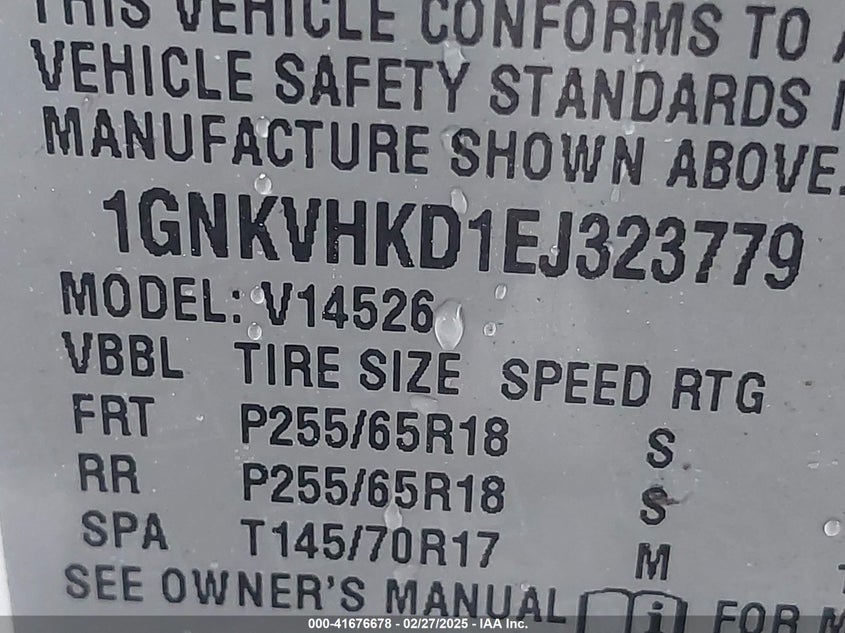 THIS VEHICLE CONFORMS TO
VEHICLE SAFETY STANDARDS
MANUFACTURE SHOWN ABOVE.
1GNKVHKD1EJ323779
MODEL: V14526
VBBL TIRE SIZE SPEED RTG
FRT P255/65R18 S
RR P255/65R18 S
SPA T145/70R17 M
SEE OWNER'S MANUAL i FOR
000-41676678 - 02/27/2025 - IAA Inc.